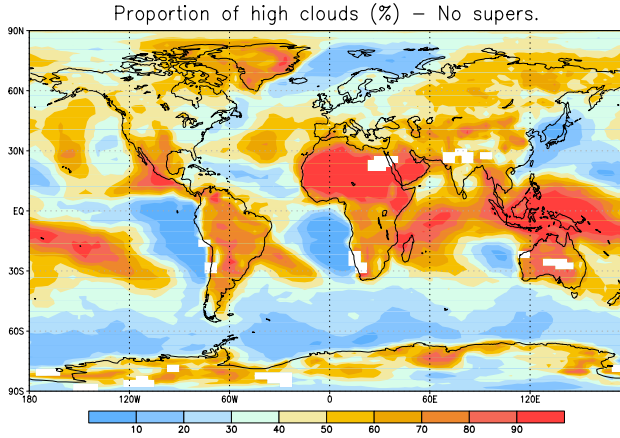 Proportion of high clouds (%) – No supers.
90N
60N
30N
EQ
30S
60S
90S
180 120W 60W 0 60E 120E
10 20 30 40 50 60 70 80 90